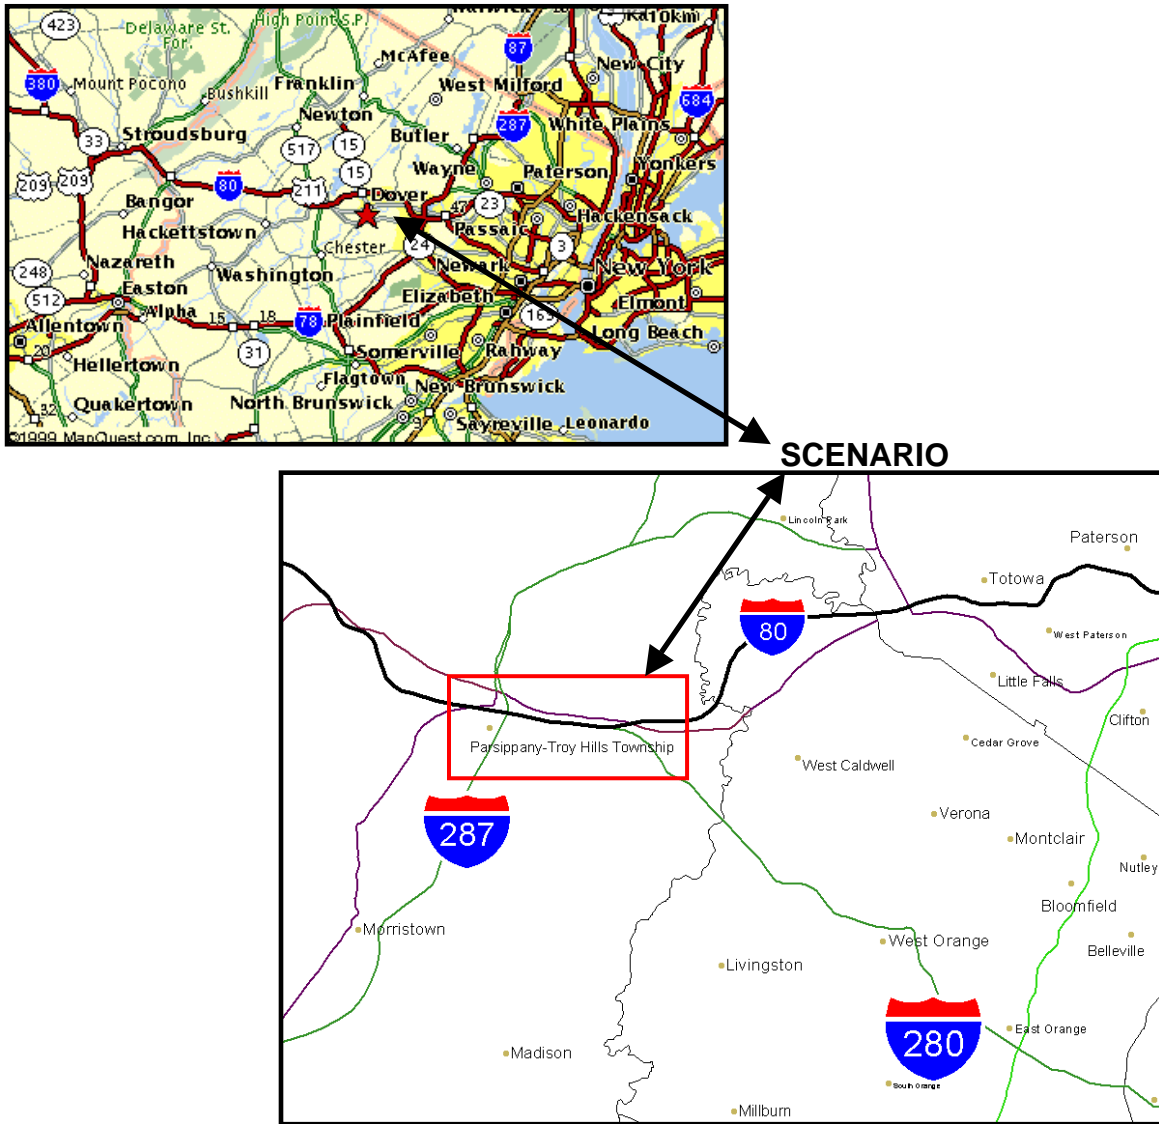 423
Delaware St.
For.
High Point S.P.
Warwick
10km
87
McAfee
New City
380
Mount Pocono
Bushkill
Franklin
West Milford
684
Newton
287
White Plains
33
Stroudsburg
517
15
Butler
Yonkers
209
209
80
211
15
Wayne
Paterson
Dover
Bangor
47
23
Hackensack
Hackettstown
Passaic
Chester
24
3
Nazareth
Washington
Newark
New York
248
Easton
Elizabeth
Elmont
512
Alpha
15
18
78
Plainfield
163
Allentown
Long Beach
20
31
Somerville
Rahway
Hellertown
Flagtown
New Brunswick
32
Quakertown
North Brunswick
9
Sayreville
Leonardo
©1999 MapQuest.com, Inc.
SCENARIO
Lincoln Park
Paterson
Totowa
80
West Paterson
Little Falls
Clifton
Parsippany-Troy Hills Township
Cedar Grove
West Caldwell
287
Verona
Montclair
Nutley
Bloomfield
Morristown
West Orange
Belleville
Livingston
280
East Orange
Madison
South Orange
Millburn